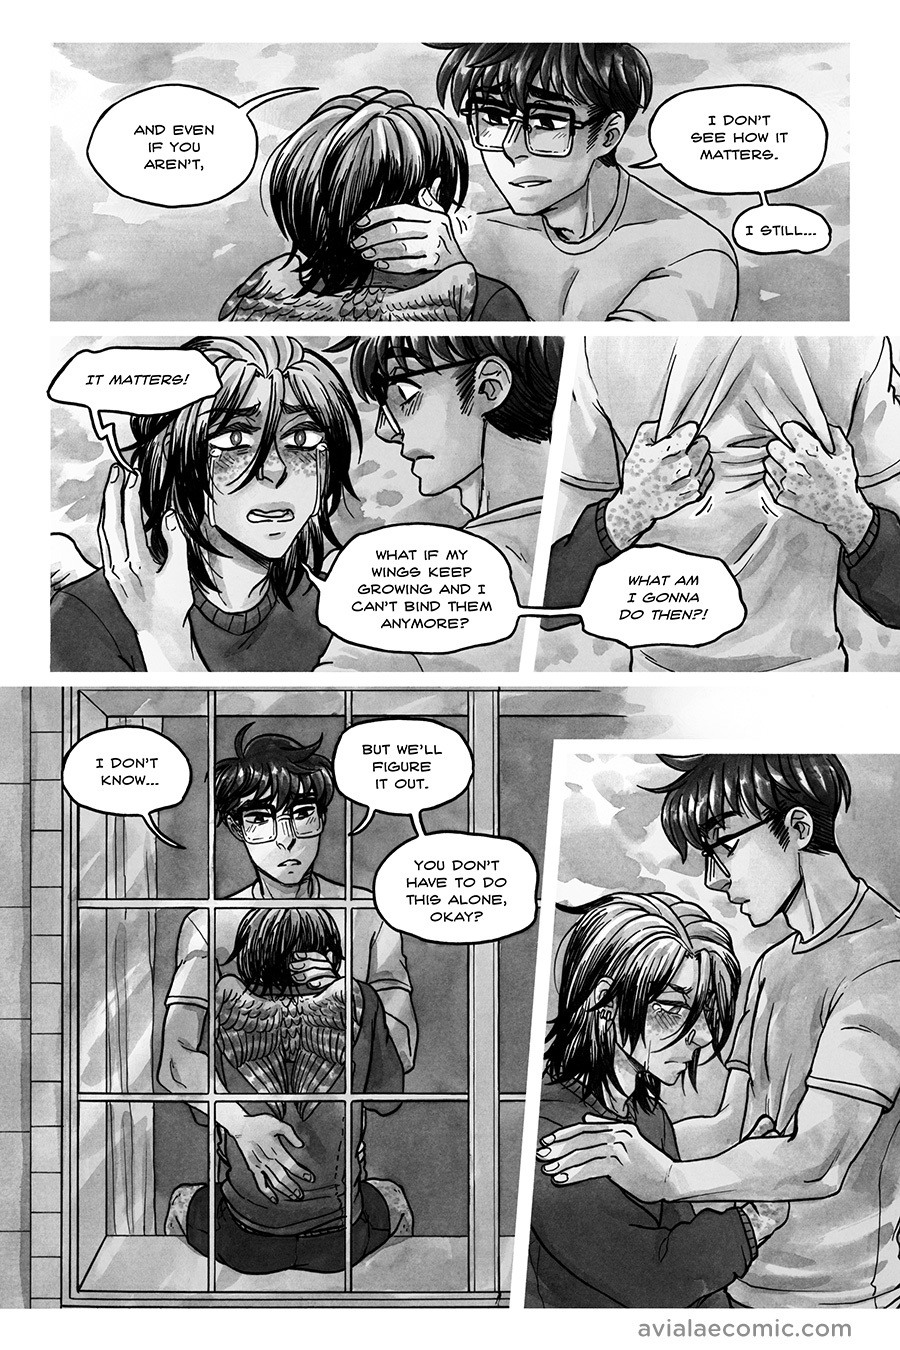 AND EVEN
IF YOU
AREN'T,
I DON'T
SEE HOW IT
MATTERS.
I STILL...
IT MATTERS!
WHAT IF MY
WINGS KEEP
GROWING AND I
CAN'T BIND THEM
ANYMORE?
WHAT AM
I GONNA
DO THEN?!
I DON'T
KNOW...
BUT WE'LL
FIGURE
IT OUT.
YOU DON'T
HAVE TO DO
THIS ALONE,
OKAY?
avialaecomic.com